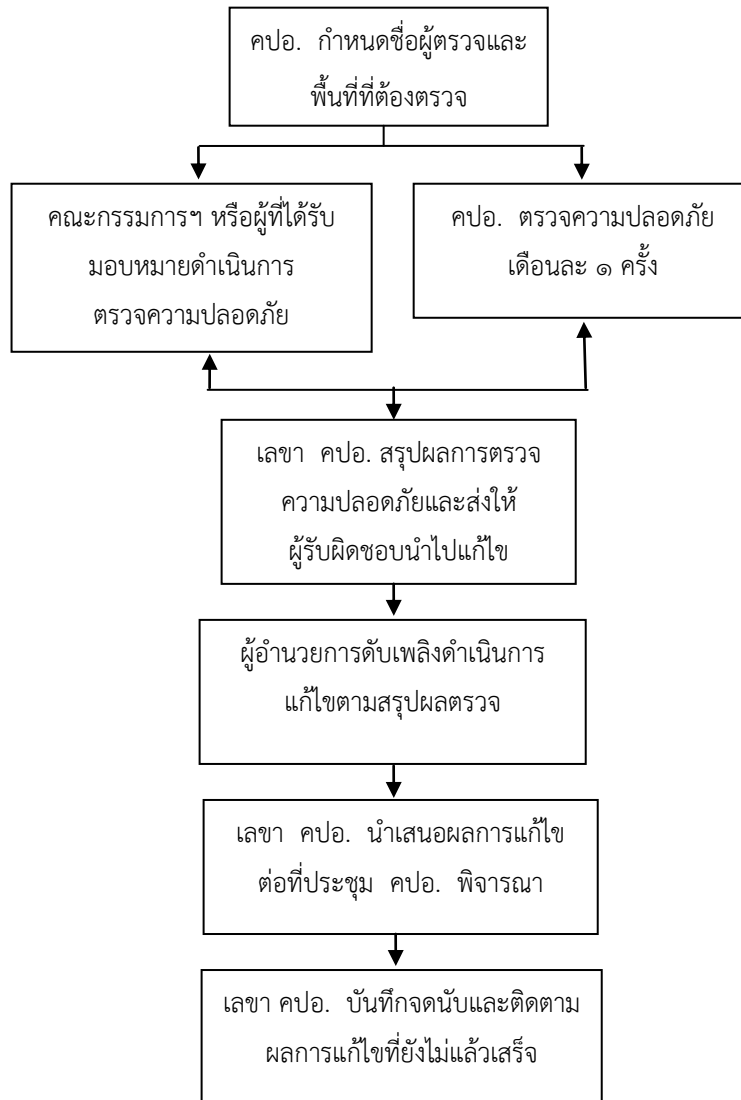 คปอ. กำหนดชื่อผู้ตรวจและ
พื้นที่ที่ต้องตรวจ
คณะกรรมการฯ หรือผู้ที่ได้รับ
มอบหมายดำเนินการ
ตรวจความปลอดภัย
คปอ. ตรวจความปลอดภัย
เดือนละ ๑ ครั้ง
เลขา คปอ. สรุปผลการตรวจ
ความปลอดภัยและส่งให้
ผู้รับผิดชอบนำไปแก้ไข
ผู้อำนวยการดับเพลิงดำเนินการ
แก้ไขตามสรุปผลตรวจ
เลขา คปอ. นำเสนอผลการแก้ไข
ต่อที่ประชุม คปอ. พิจารณา
เลขา คปอ. บันทึกจดนับและติดตาม
ผลการแก้ไขที่ยังไม่แล้วเสร็จ